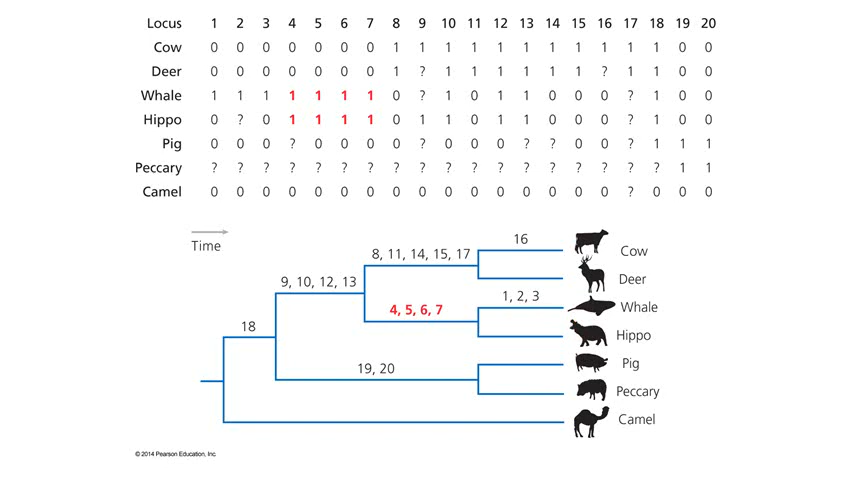 Locus 1 2 3 4 5 6 7 8 9 10 11 12 13 14 15 16 17 18 19 20
Cow 0 0 0 0 0 0 0 1 1 1 1 1 1 1 1 1 1 1 0 0
Deer 0 0 0 0 0 0 0 1 ? 1 1 1 1 1 1 ? 1 1 0 0
Whale 1 1 1 1 1 1 1 0 ? 1 0 1 1 0 0 0 ? 1 0 0
Hippo 0 ? 0 1 1 1 1 0 1 1 0 1 1 0 0 0 ? 1 0 0
Pig 0 0 0 ? 0 0 0 0 ? 0 0 0 ? ? 0 0 ? 1 1 1
Peccary ? ? ? ? ? ? ? ? ? ? ? ? ? ? ? ? ? ? 1 1
Camel 0 0 0 0 0 0 0 0 0 0 0 0 0 0 0 0 ? 0 0 0
Time
16
8, 11, 14, 15, 17
Cow
9, 10, 12, 13
Deer
1, 2, 3
4, 5, 6, 7
Whale
18
Hippo
19, 20
Pig
Peccary
Camel
© 2014 Pearson Education, Inc.